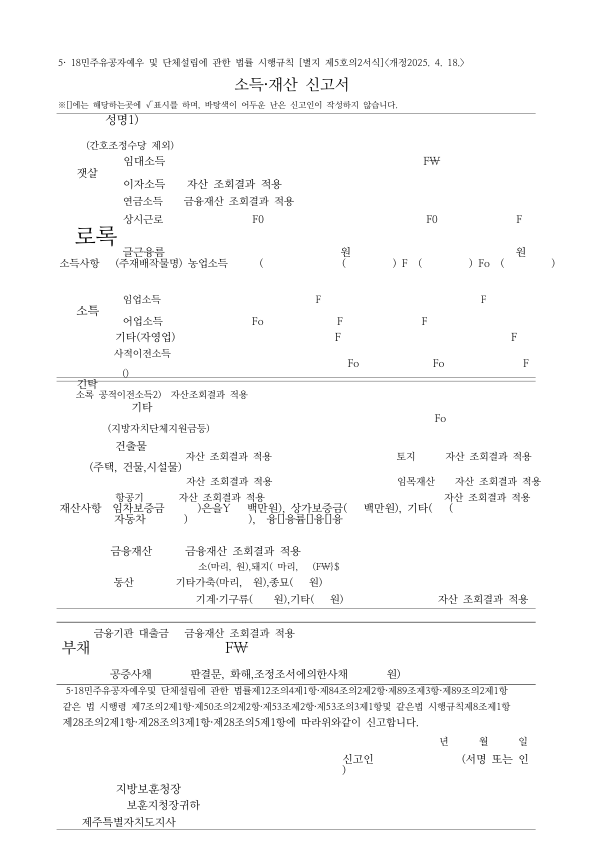 5· 18민주유공자예우 및 단체설립에 관한 법률 시행규칙 [별지 제5호의2서식]<개정2025. 4. 18.>
소득·재산 신고서
※[]에는 해당하는곳에 √표시를 하며, 바탕색이 어두운 난은 신고인이 작성하지 않습니다.
성명1)
(간호조정수당 제외)
임대소득 F₩
잿살
이자소득 자산 조회결과 적용
연금소득 금융재산 조회결과 적용
상시근로 F0 F0 F
로록
글근융름 원 원
소득사항 (주재배작물명) 농업소득 ( ( ) F ( ) Fo ( )
임업소득 F F
소특
어업소득 Fo F F
기타(자영업) F F
사적이전소득
Fo Fo F
()
긴탁
소록 공적이전소득2) 자산조회결과 적용
기타
Fo
(지방자치단체지원금등)
건출물
자산 조회결과 적용 토지 자산 조회결과 적용
(주택, 건물,시설물)
자산 조회결과 적용 임목재산 자산 조회결과 적용
항공기 자산 조회결과 적용 자산 조회결과 적용
재산사항 임차보증금 )은을Y 백만원), 상가보증금( 백만원), 기타( (
자동차 ) ), 융[]융륨[]융[]융
금융재산 금융재산 조회결과 적용
소(마리, 원),돼지( 마리, (F₩)$
동산 기타가축(마리, 원),종묘( 원)
기계·기구류( 원),기타( 원) 자산 조회결과 적용
금융기관 대출금 금융재산 조회결과 적용
부채 F₩
공증사채 판결문, 화해,조정조서에의한사채 원)
5·18민주유공자예우및 단체설립에 관한 법률제12조의4제1항·제84조의2제2항·제89조제3항·제89조의2제1항
같은 법 시행령 제7조의2제1항·제50조의2제2항·제53조제2항·제53조의3제1항및 같은법 시행규칙제8조제1항
제28조의2제1항·제28조의3제1항·제28조의5제1항에 따라위와같이 신고합니다.
년 월 일
신고인 (서명 또는 인
)
지방보훈청장
보훈지청장귀하
제주특별자치도지사